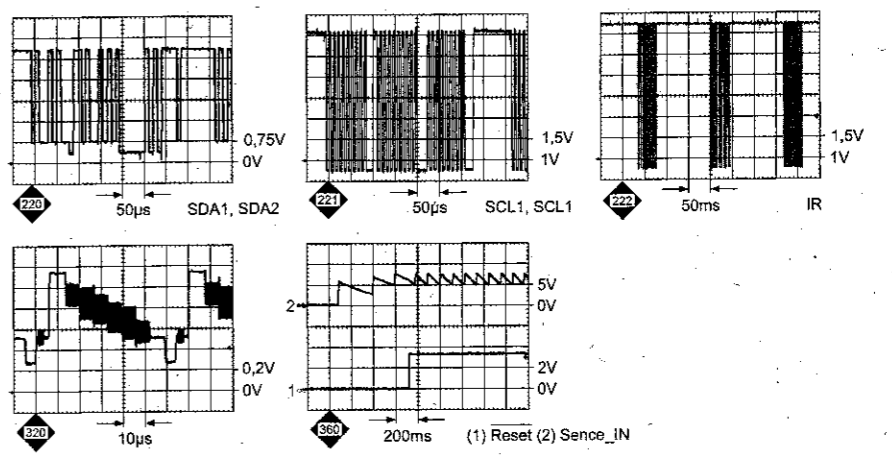 0,75V
0V
220
50µs
SDA1, SDA2
1,5V
1V
221
50µs
SCL1, SCL1
1,5V
1V
222
50ms
IR
0,2V
0V
320
10µs
2
5V
0V
1
2V
0V
360
200ms
(1) Reset (2) Sence_IN